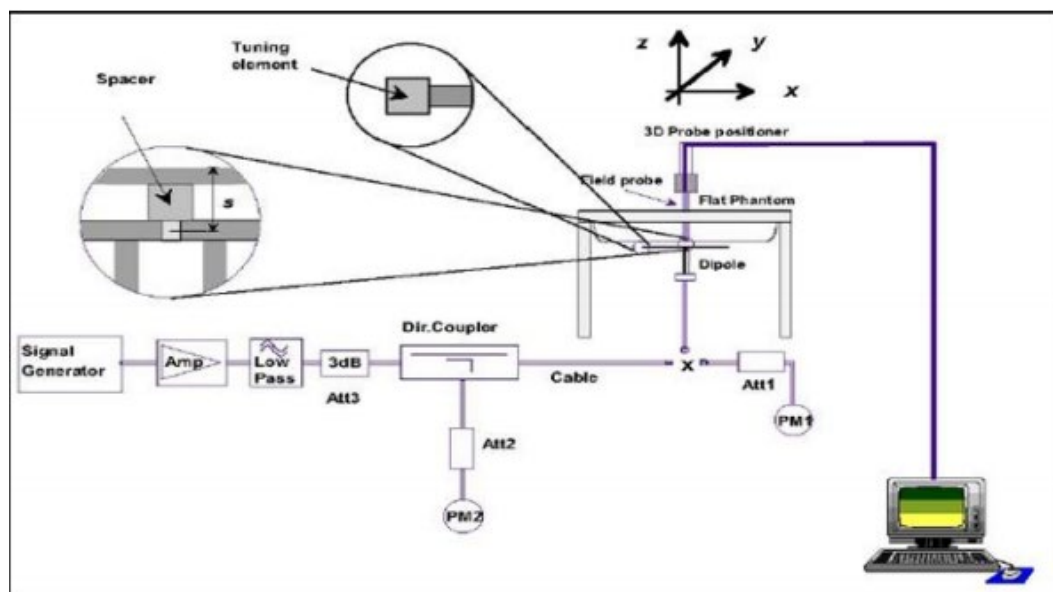 Tuning
element
Spacer
s
z
y
x
3D Probe positioner
Field probe
Flat Phantom
Dipole
Dir.Coupler
Signal
Generator
Amp
Low
Pass
3dB
Att3
Cable
X
Att1
PM1
Att2
PM2